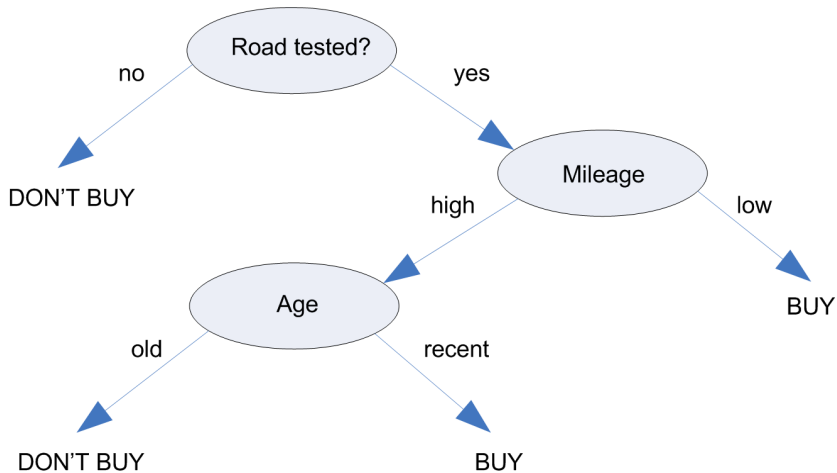 Road tested?
no
yes
DON'T BUY
Mileage
high
low
Age
BUY
old
recent
DON'T BUY
BUY